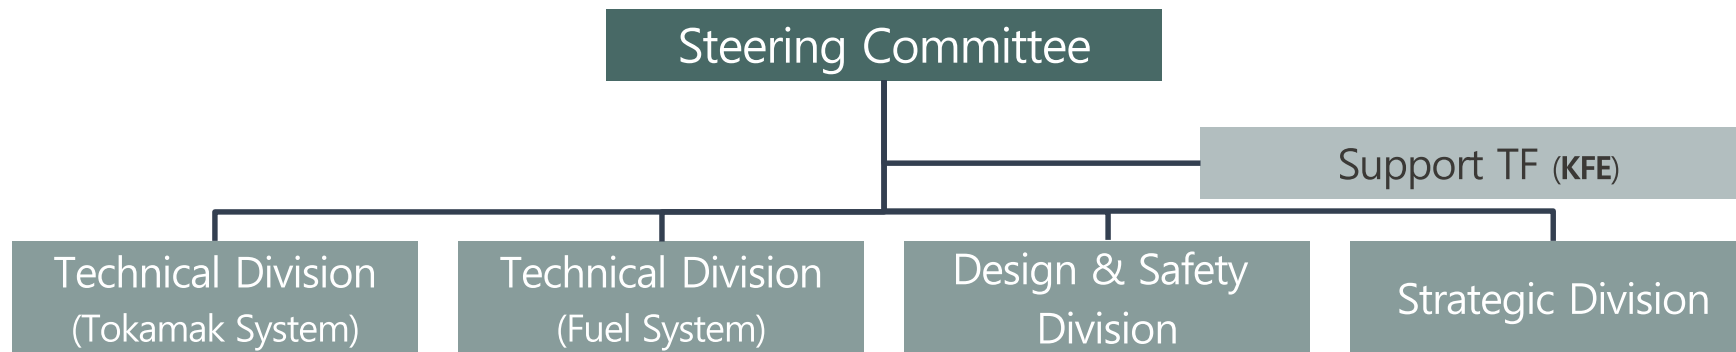 Steering Committee
Support TF (KFE)
Technical Division
(Tokamak System)
Technical Division
(Fuel System)
Design & Safety
Division
Strategic Division